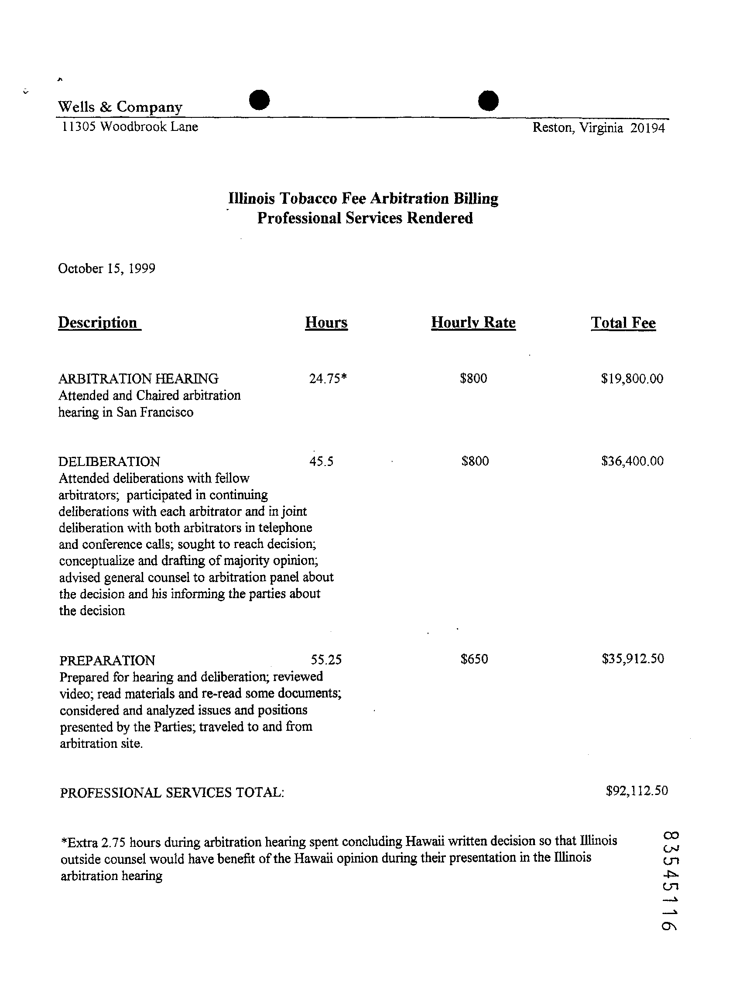 Wells & Company
11305 Woodbrook Lane Reston, Virginia 20194
Illinois Tobacco Fee Arbitration Billing
Professional Services Rendered
October 15, 1999
Description Hours Hourly Rate Total Fee
ARBITRATION HEARING 24.75* $800 $19,800.00
Attended and Chaired arbitration
hearing in San Francisco
DELIBERATION 45.5 $800 $36,400.00
Attended deliberations with fellow
arbitrators; participated in continuing
deliberations with each arbitrator and in joint
deliberation with both arbitrators in telephone
and conference calls; sought to reach decision;
conceptualize and drafting of majority opinion;
advised general counsel to arbitration panel about
the decision and his informing the parties about
the decision
PREPARATION 55.25 $650 $35,912.50
Prepared for hearing and deliberation; reviewed
video; read materials and re-read some documents;
considered and analyzed issues and positions
presented by the Parties; traveled to and from
arbitration site.
PROFESSIONAL SERVICES TOTAL: $92,112.50
*Extra 2.75 hours during arbitration hearing spent concluding Hawaii written decision so that Illinois
outside counsel would have benefit of the Hawaii opinion during their presentation in the Illinois
arbitration hearing
83545116